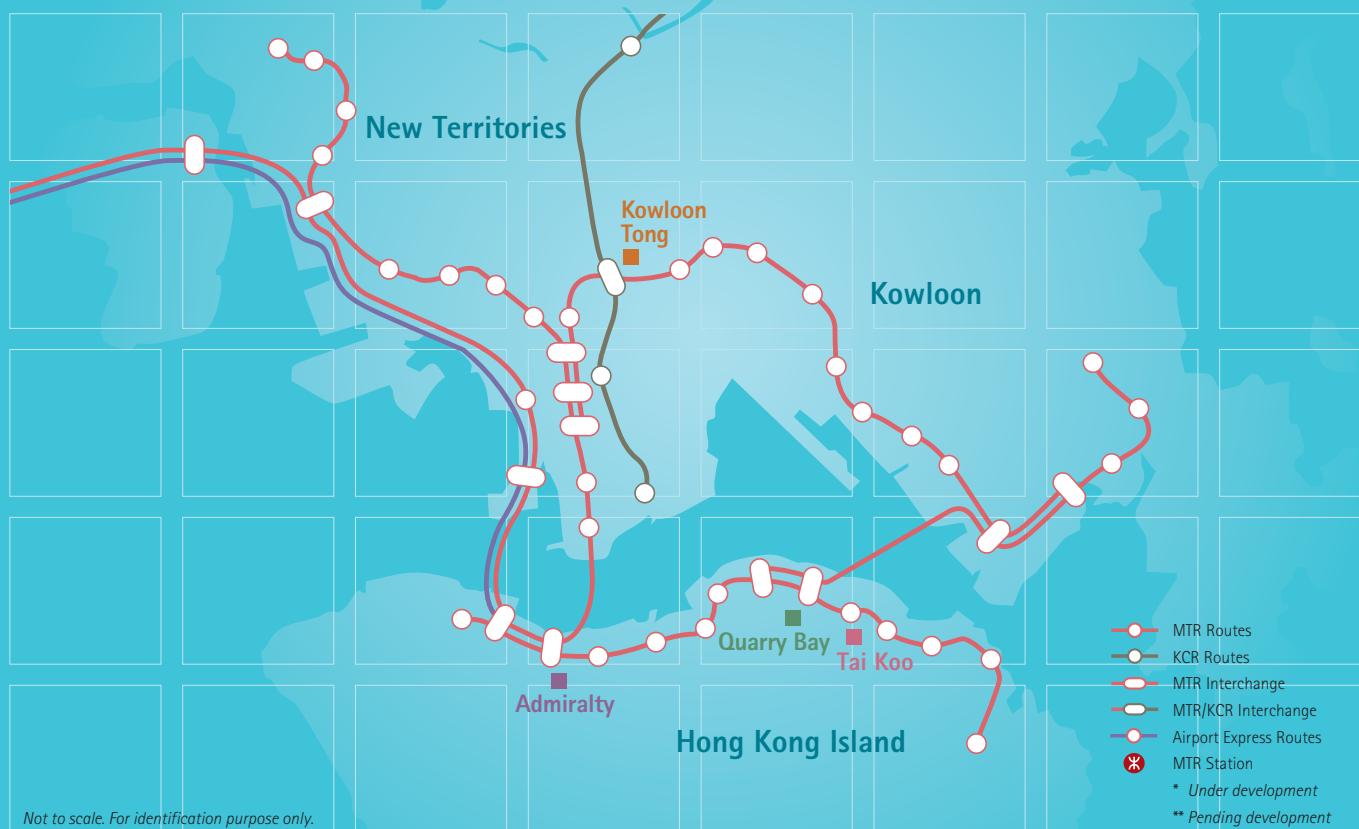 New Territories
Kowloon
Tong
Kowloon
Quarry Bay
Tai Koo
Admiralty
Hong Kong Island
MTR Routes
KCR Routes
MTR Interchange
MTR/KCR Interchange
Airport Express Routes
MTR Station
* Under development
** Pending development
Not to scale. For identification purpose only.